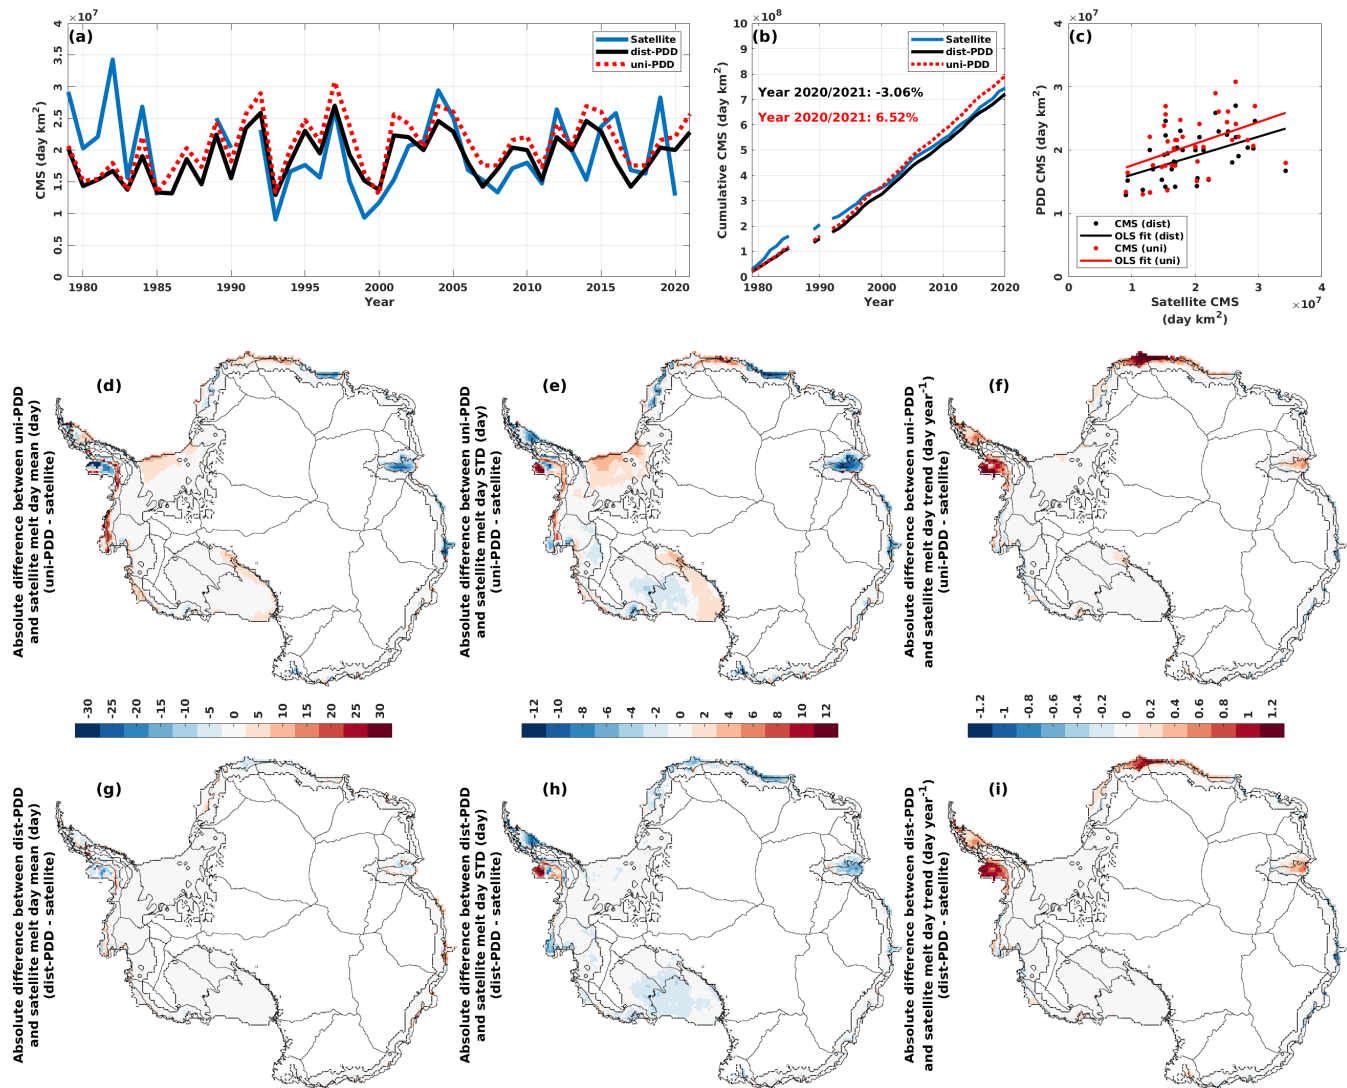 ×10⁷
(a)
Satellite
dist-PDD
uni-PDD
CMS (day km²)
0
0.5
1
1.5
2
2.5
3
3.5
4
1980
1985
1990
1995
2000
2005
2010
2015
2020
Year
×10⁸
(b)
Satellite
dist-PDD
uni-PDD
Year 2020/2021: -3.06%
Year 2020/2021: 6.52%
Cumulative CMS (day km²)
0
1
2
3
4
5
6
7
8
9
10
1980
1990
2000
2010
2020
Year
×10⁷
(c)
PDD CMS (day km²)
0
1
2
3
4
CMS (dist)
OLS fit (dist)
CMS (uni)
OLS fit (uni)
0
1
2
3
4
Satellite CMS
(day km²)
×10⁷
Absolute difference between uni-PDD
and satellite melt day mean (day)
(uni-PDD - satellite)
(d)
Absolute difference between uni-PDD
and satellite melt day STD (day)
(uni-PDD - satellite)
(e)
Absolute difference between uni-PDD
and satellite melt day trend (day year⁻¹)
(uni-PDD - satellite)
(f)
-30 -25 -20 -15 -10 -5 0 5 10 15 20 25 30
-12 -10 -8 -6 -4 -2 0 2 4 6 8 10 12
-1.2 -1 -0.8 -0.6 -0.4 -0.2 0 0.2 0.4 0.6 0.8 1 1.2
Absolute difference between dist-PDD
and satellite melt day mean (day)
(dist-PDD - satellite)
(g)
Absolute difference between dist-PDD
and satellite melt day STD (day)
(dist-PDD - satellite)
(h)
Absolute difference between dist-PDD
and satellite melt day trend (day year⁻¹)
(dist-PDD - satellite)
(i)